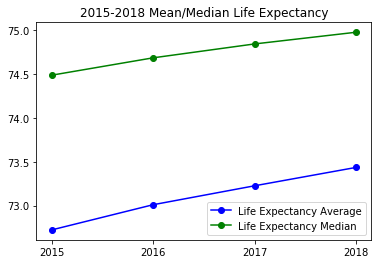 2015-2018 Mean/Median Life Expectancy
75.0
74.5
74.0
73.5
73.0
Life Expectancy Average
Life Expectancy Median
2015 2016 2017 2018